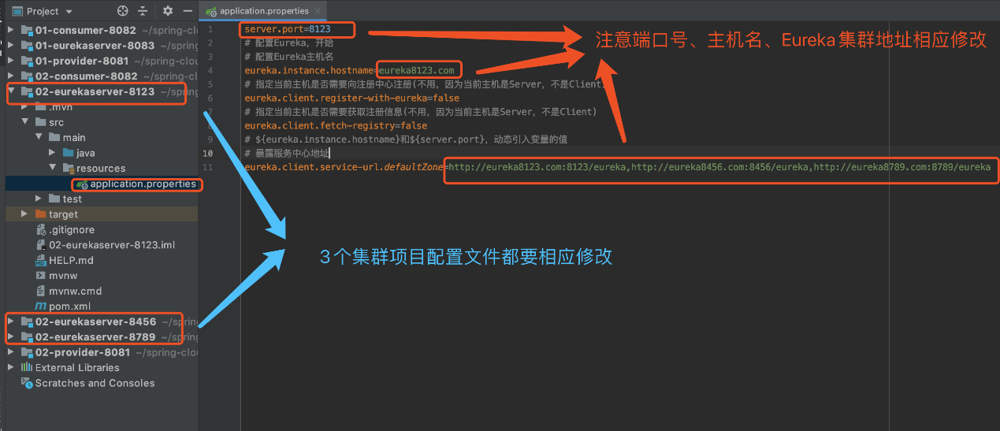 Project
application.properties
01-consumer-8082 ~/spring-clo
01-eurekaserver-8083 ~/sp
01-provider-8081 ~/spring-clou
02-consumer-8082 ~/spring-clo
02-eurekaserver-8123 ~/sprin
.mvn
src
main
java
resources
application.properties
test
target
.gitignore
02-eurekaserver-8123.iml
HELP.md
mvnw
mvnw.cmd
pom.xml
02-eurekaserver-8456 ~/spring
02-eurekaserver-8789 ~/spring
02-provider-8081 ~/spring-clou
External Libraries
Scratches and Consoles
1 server.port=8123
2 # 配置Eureka，开始
3 # 配置Eureka主机名
4 eureka.instance.hostname=eureka8123.com
5 # 指定当前主机是否需要向注册中心注册(不用，因为当前主机是Server，不是Client)
6 eureka.client.register-with-eureka=false
7 # 指定当前主机是否需要获取注册信息(不用，因为当前主机是Server，不是Client)
8 eureka.client.fetch-registry=false
9 # ${eureka.instance.hostname}和${server.port}，动态引入变量的值
10 # 暴露服务中心地址
11 eureka.client.service-url.defaultZone=http://eureka8123.com:8123/eureka,http://eureka8456.com:8456/eureka,http://eureka8789.com:8789/eureka
注意端口号、主机名、Eureka集群地址相应修改
3个集群项目配置文件都要相应修改